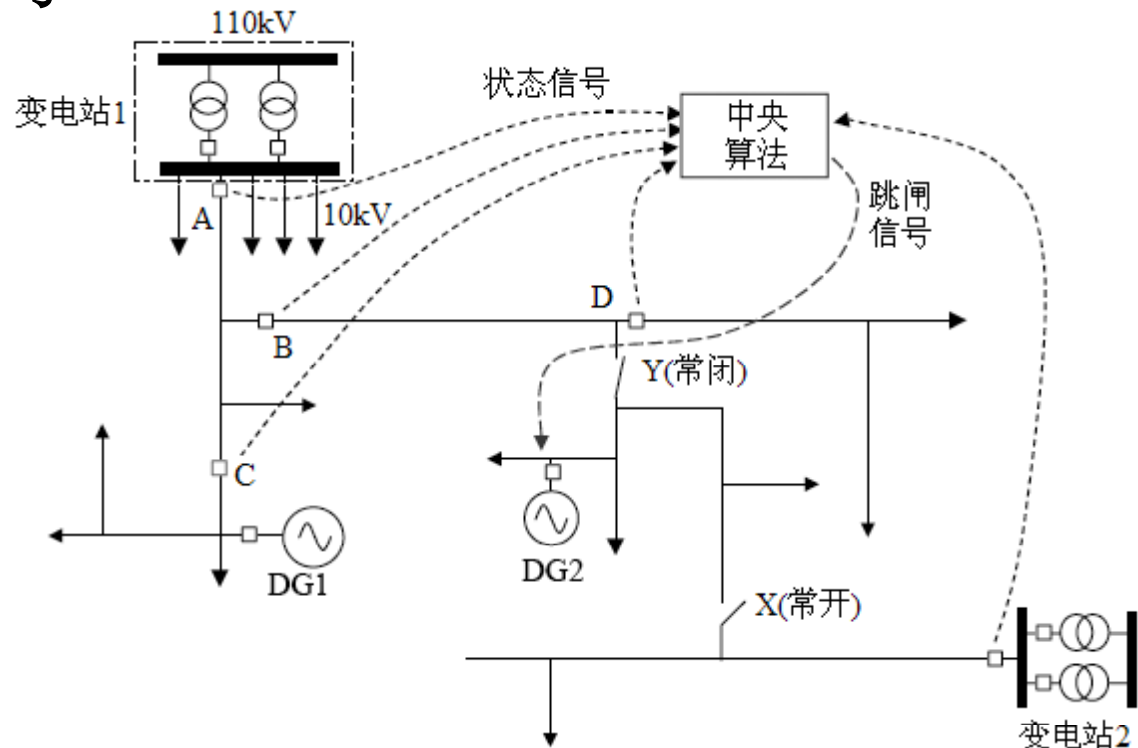 110kV
变电站1
状态信号
中央
算法
跳闸
信号
A
10kV
B
D
Y(常闭)
C
DG1
DG2
X(常开)
变电站2